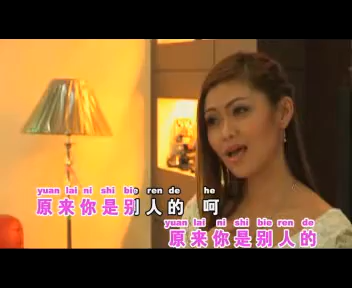 yuan lai ni shi bie ren de he
原来你是别人的 呵
yuan lai ni shi bie ren de
原来你是别人的